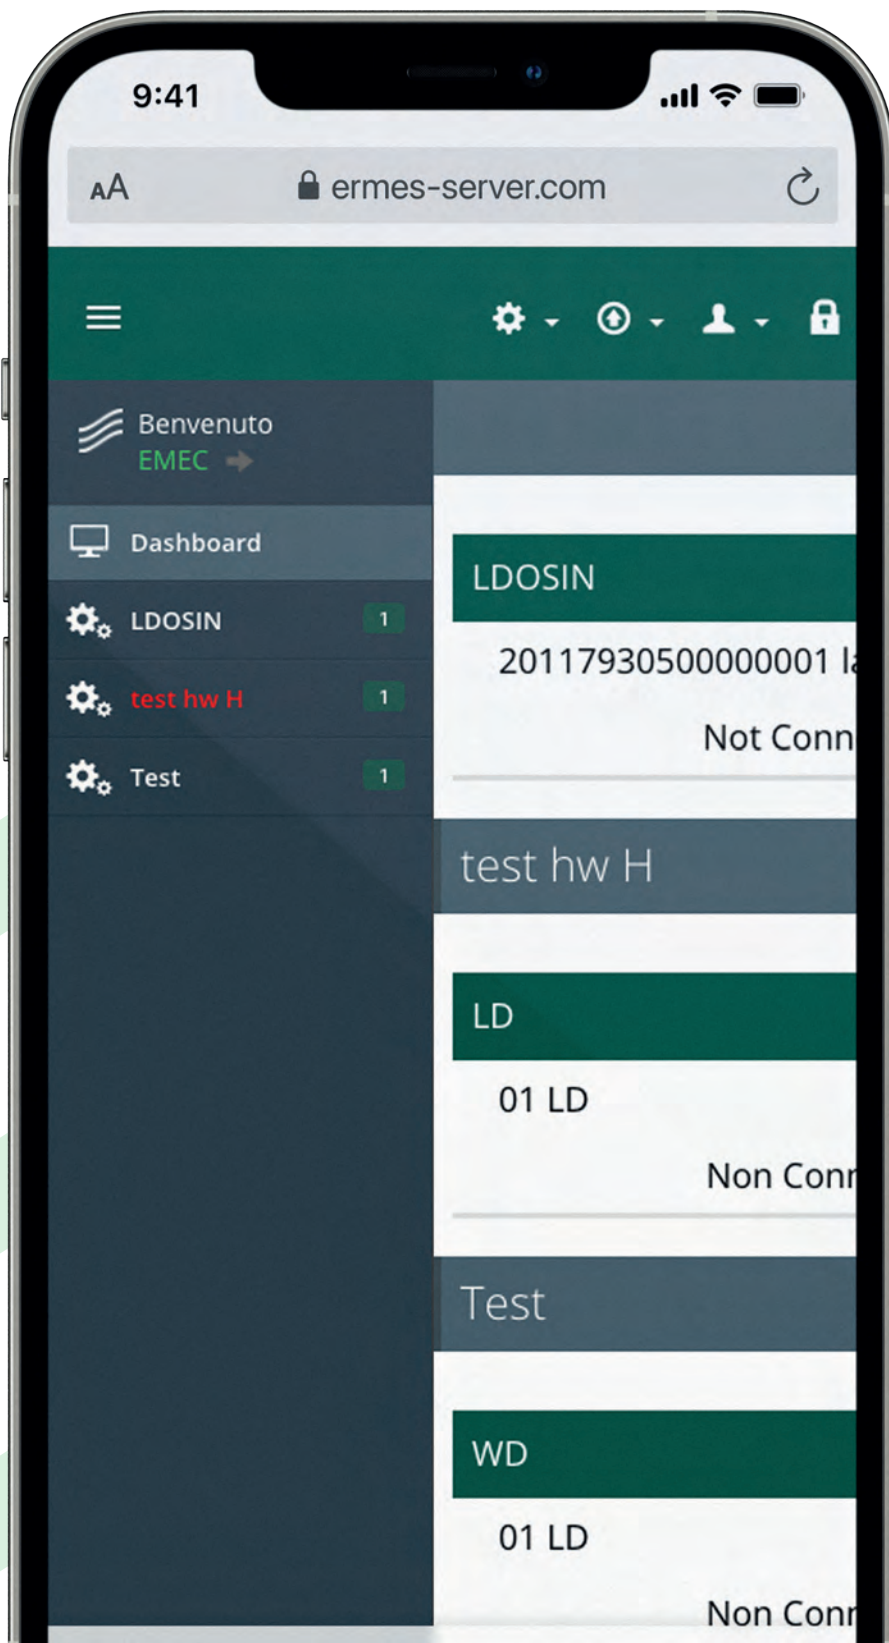 9:41
AA
ermes-server.com
Benvenuto
EMEC
Dashboard
LDOSIN 1
test hw H 1
Test 1
LDOSIN
20117930500000001 la
Not Conn
test hw H
LD
01 LD
Non Conn
Test
WD
01 LD
Non Conn